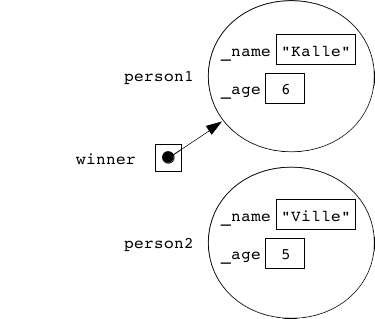 _name "Kalle"
person1
_age 6
winner
_name "Ville"
person2
_age 5